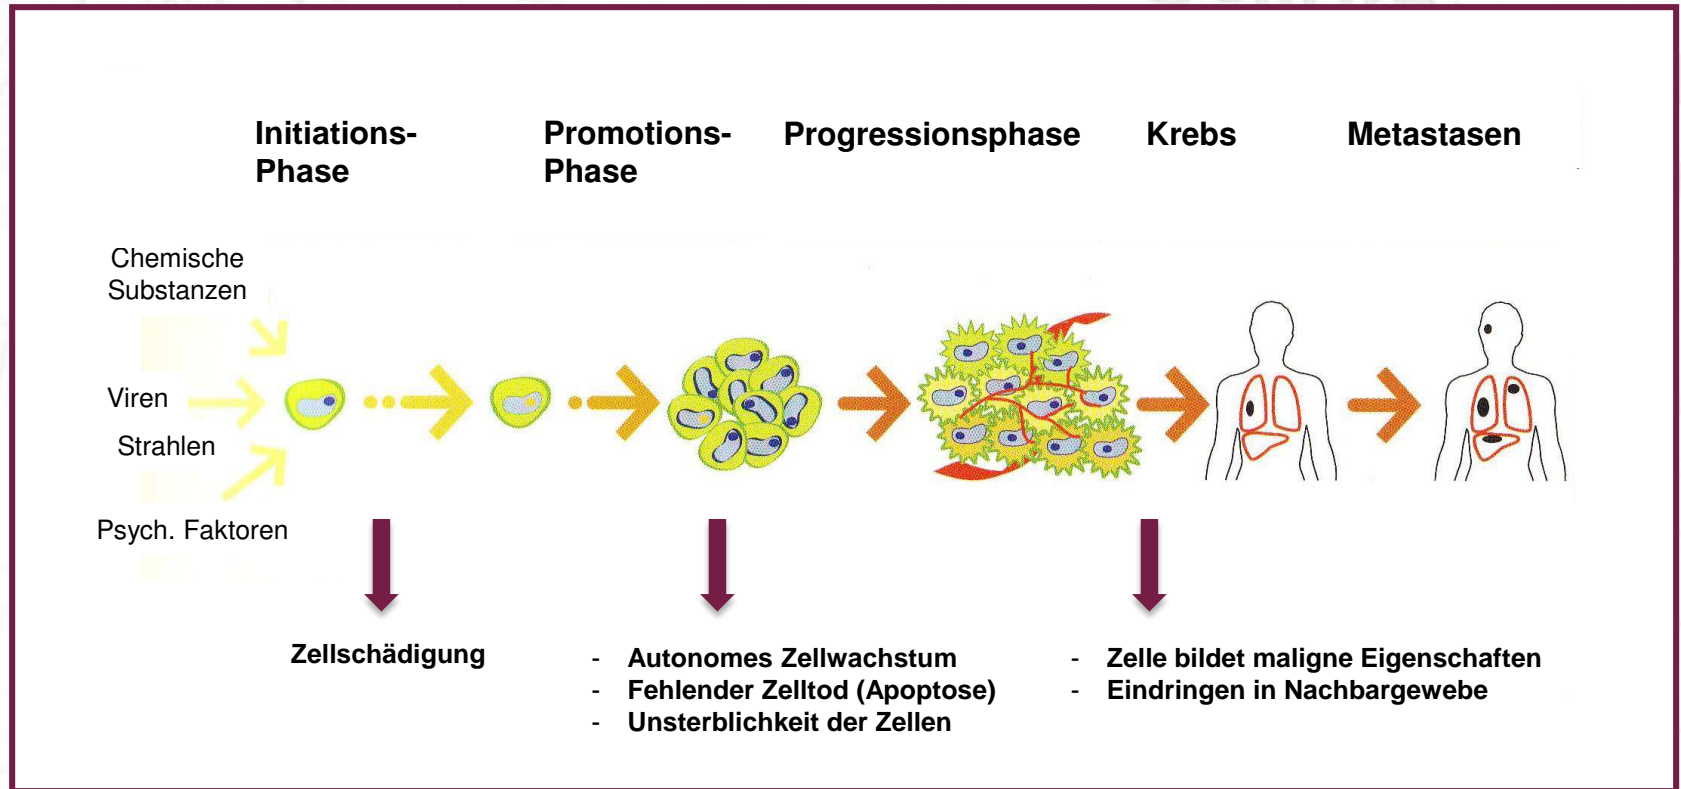 Initiations-
Phase
Promotions-
Phase
Progressionsphase
Krebs
Metastasen
Chemische
Substanzen
Viren
Strahlen
Psych. Faktoren
Zellschädigung
- Autonomes Zellwachstum
- Fehlender Zelltod (Apoptose)
- Unsterblichkeit der Zellen
- Zelle bildet maligne Eigenschaften
- Eindringen in Nachbargewebe